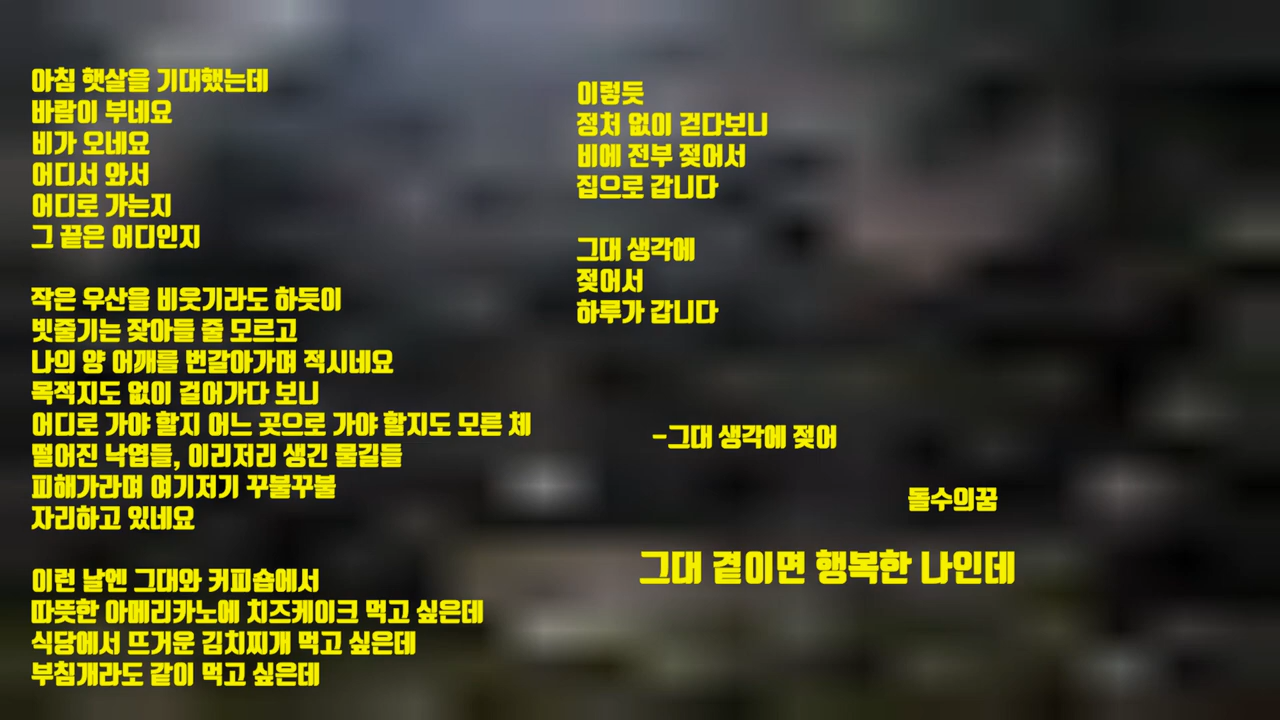 아침 햇살을 기대했는데
바람이 부네요
비가 오네요
어디서 와서
어디로 가는지
그 끝은 어디인지
작은 우산을 비웃기라도 하듯이
빗줄기는 잦아들 줄 모르고
나의 양 어깨를 번갈아가며 적시네요
목적지도 없이 걸어가다 보니
어디로 가야 할지 어느 곳으로 가야 할지도 모른 체
떨어진 낙엽들, 이리저리 생긴 물길들
피해가라며 여기저기 꾸불꾸불
자리하고 있네요
이런 날엔 그대와 커피숍에서
따뜻한 아메리카노에 치즈케이크 먹고 싶은데
식당에서 뜨거운 김치찌개 먹고 싶은데
부침개라도 같이 먹고 싶은데
이렇듯
정처 없이 걷다보니
비에 전부 젖어서
집으로 갑니다
그대 생각에
젖어서
하루가 갑니다
-그대 생각에 젖어
돌수의꿈
그대 곁이면 행복한 나인데